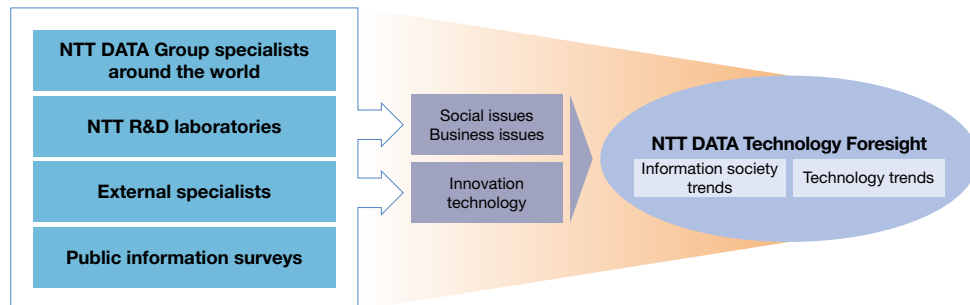 NTT DATA Group specialists
around the world
NTT R&D laboratories
External specialists
Public information surveys
Social issues
Business issues
Innovation
technology
NTT DATA Technology Foresight
Information society
trends
Technology trends